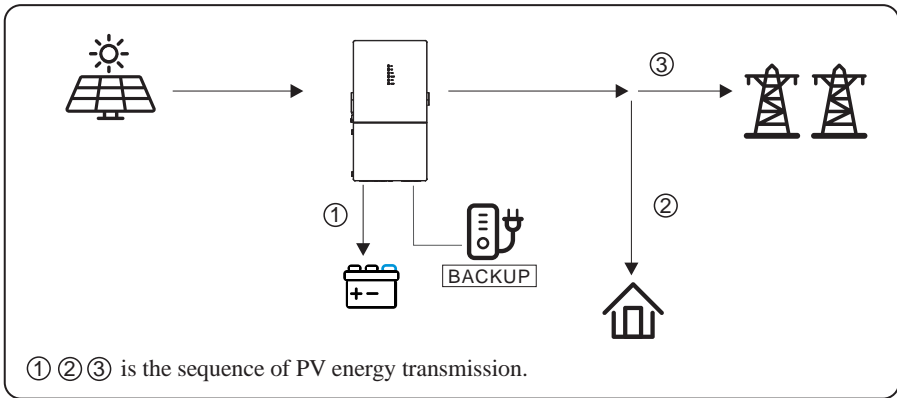 ③
①
②
BACKUP
+ -
① ② ③ is the sequence of PV energy transmission.